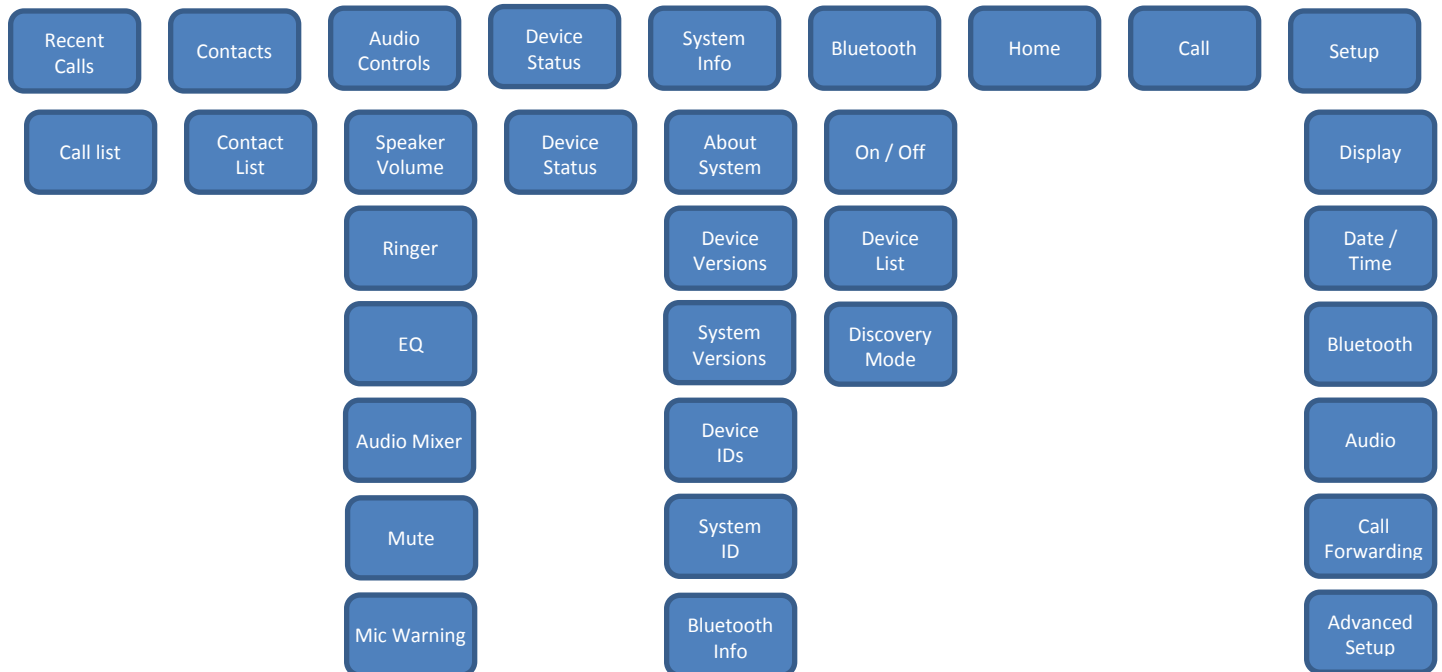 Recent
Calls
Contacts
Audio
Controls
Device
Status
System
Info
Bluetooth
Home
Call
Setup
Call list
Contact
List
Speaker
Volume
Device
Status
About
System
On / Off
Display
Ringer
Device
Versions
Device
List
Date /
Time
EQ
System
Versions
Discovery
Mode
Bluetooth
Audio Mixer
Device
IDs
Audio
Mute
System
ID
Call
Forwarding
Mic Warning
Bluetooth
Info
Advanced
Setup